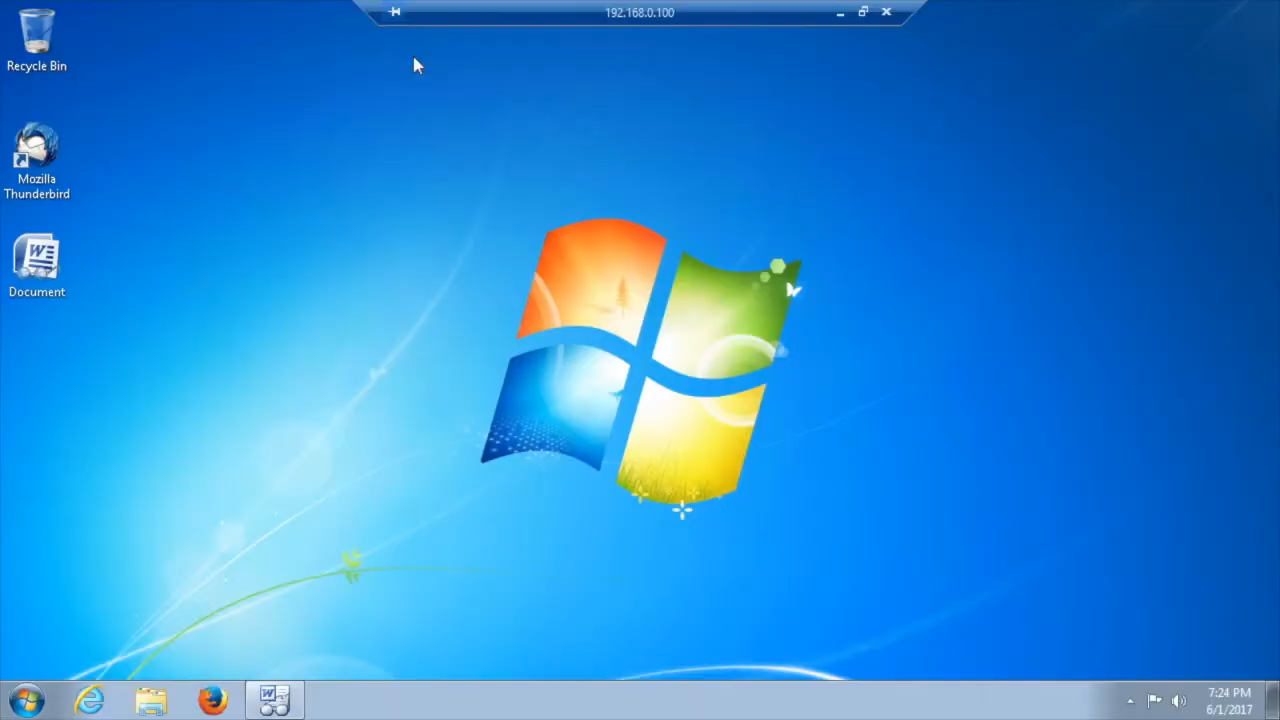 192.168.0.100
Recycle Bin
Mozilla
Thunderbird
W
Document
W
7:24 PM
6/1/2017